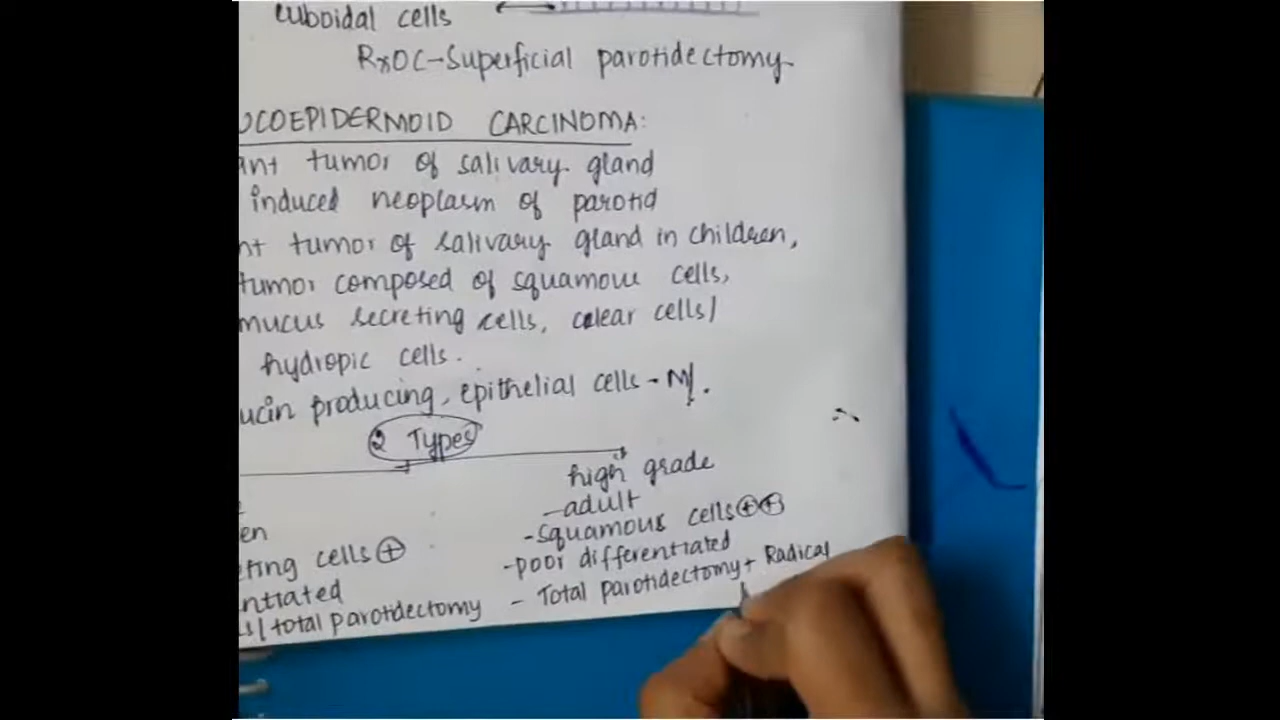 cuboidal cells
RxOC-Superficial parotidectomy
UCOEPIDERMOID CARCINOMA:
ant tumor of salivary gland
induced neoplasm of parotid
nt tumor of salivary gland in children,
tumor composed of squamous cells,
mucus secreting cells, clear cells/
hydropic cells.
ucin producing, epithelial cells - M/.
2 Types
high grade
-adult
en
-squamous cells ⊕⊕
eting cells ⊕
-poor differentiated
ntiated
- Total parotidectomy + Radical
ls/total parotidectomy